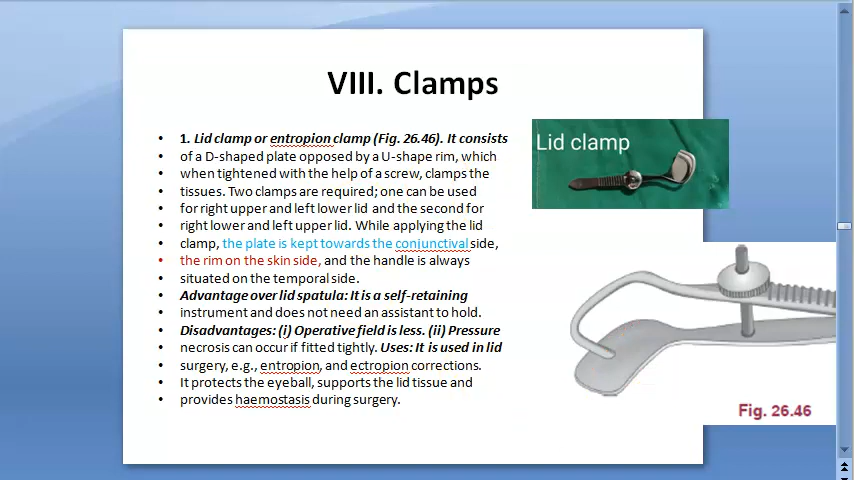 VIII. Clamps
• 1. Lid clamp or entropion clamp (Fig. 26.46). It consists
• of a D-shaped plate opposed by a U-shape rim, which
• when tightened with the help of a screw, clamps the
• tissues. Two clamps are required; one can be used
• for right upper and left lower lid and the second for
• right lower and left upper lid. While applying the lid
• clamp, the plate is kept towards the conjunctival side,
• the rim on the skin side, and the handle is always
• situated on the temporal side.
• Advantage over lid spatula: It is a self-retaining
• instrument and does not need an assistant to hold.
• Disadvantages: (i) Operative field is less. (ii) Pressure
• necrosis can occur if fitted tightly. Uses: It is used in lid
• surgery, e.g., entropion, and ectropion corrections.
• It protects the eyeball, supports the lid tissue and
• provides haemostasis during surgery.
Lid clamp
Fig. 26.46